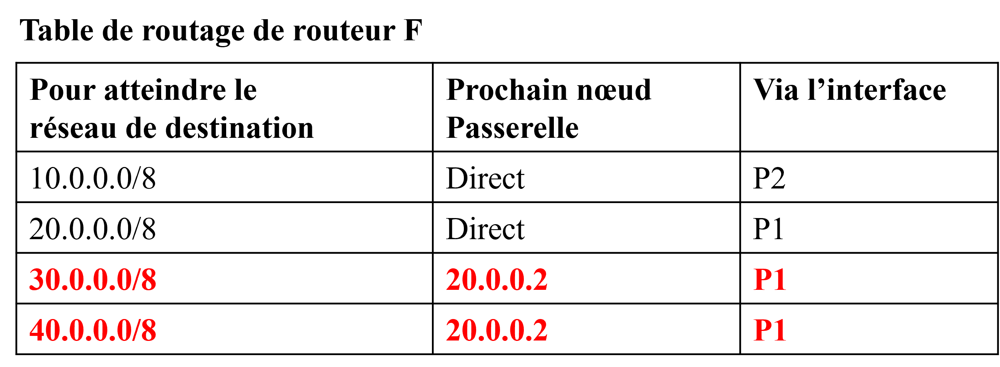 Table de routage de routeur F
Pour atteindre le
réseau de destination
Prochain nœud
Passerelle
Via l’interface
10.0.0.0/8 Direct P2
20.0.0.0/8 Direct P1
30.0.0.0/8 20.0.0.2 P1
40.0.0.0/8 20.0.0.2 P1